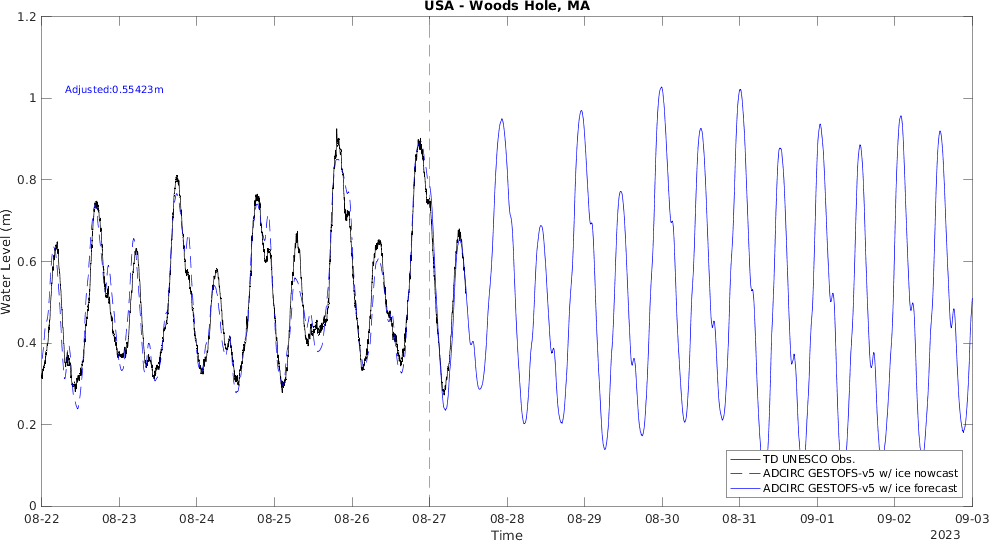 USA - Woods Hole, MA
1.2
1
0.8
0.6
0.4
0.2
0
Water Level (m)
Adjusted:0.55423m
TD UNESCO Obs.
ADCIRC GESTOFS-v5 w/ ice nowcast
ADCIRC GESTOFS-v5 w/ ice forecast
08-22 08-23 08-24 08-25 08-26 08-27 08-28 08-29 08-30 08-31 09-01 09-02 09-03
Time
2023